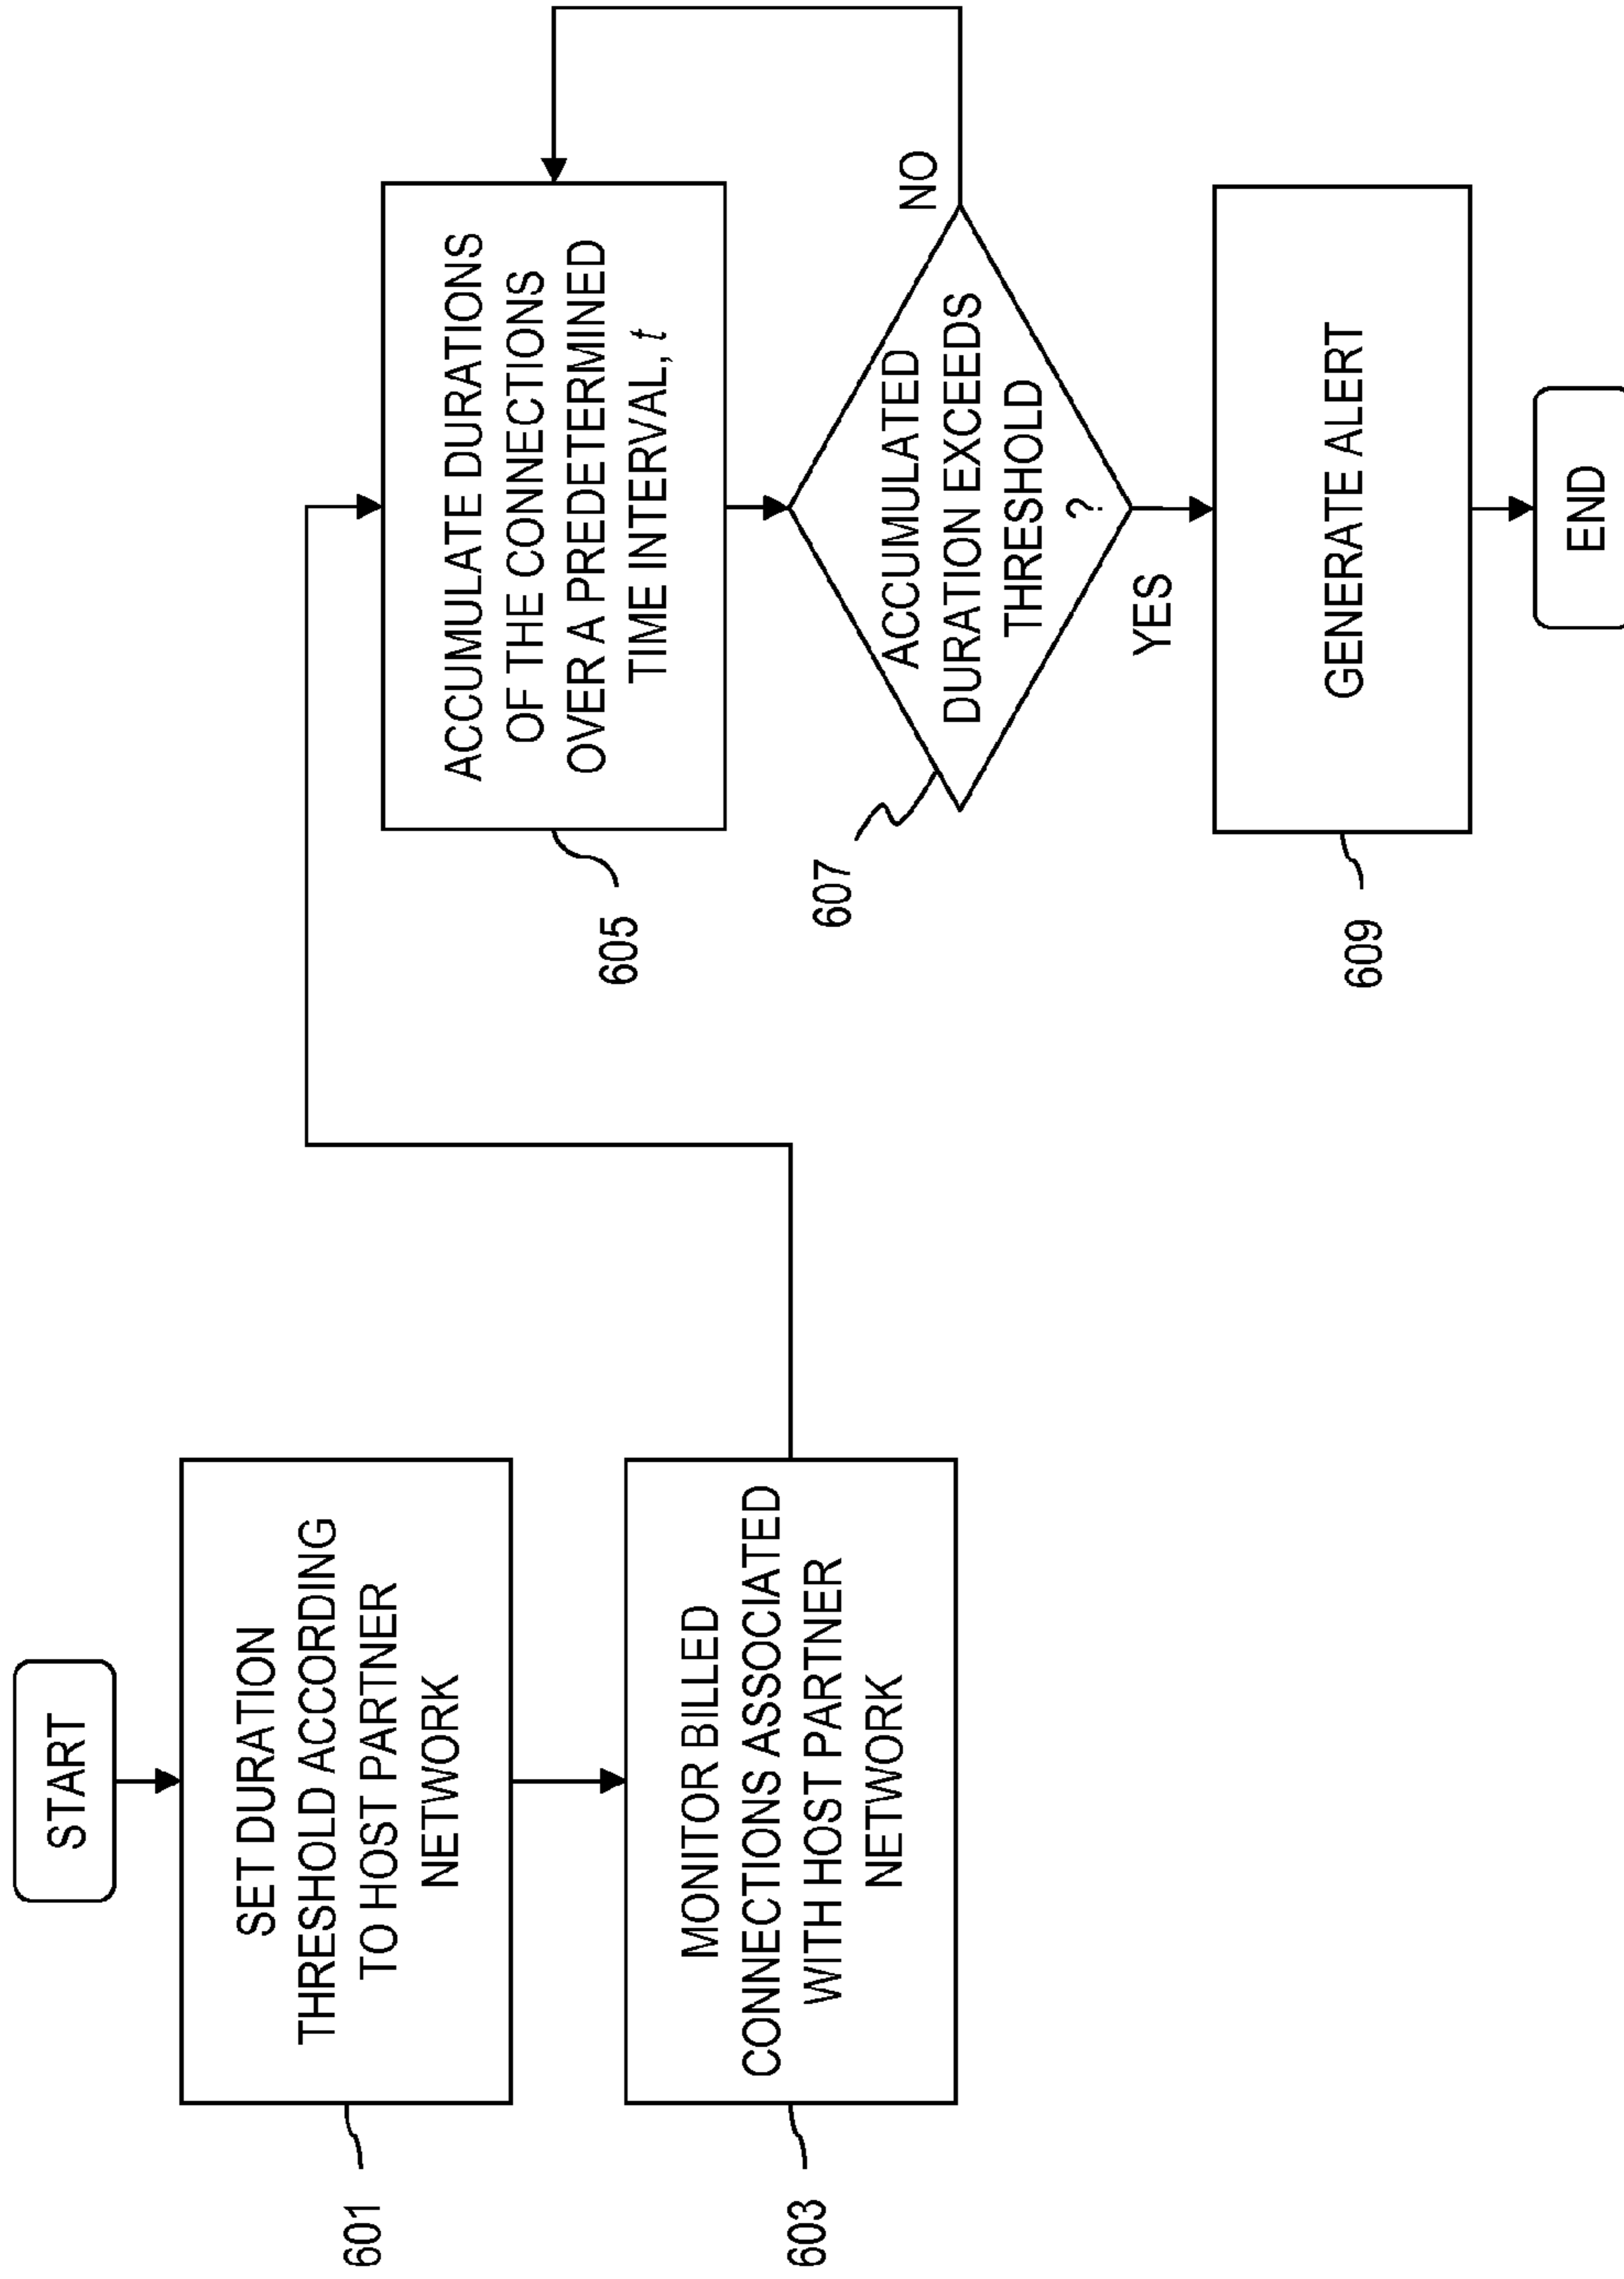 START
SET DURATION
THRESHOLD ACCORDING
TO HOST PARTNER
NETWORK
601
MONITOR BILLED
CONNECTIONS ASSOCIATED
WITH HOST PARTNER
NETWORK
603
ACCUMULATE DURATIONS
OF THE CONNECTIONS
OVER A PREDETERMINED
TIME INTERVAL, t
605
ACCUMULATED
DURATION EXCEEDS
THRESHOLD
?
607
NO
YES
GENERATE ALERT
609
END